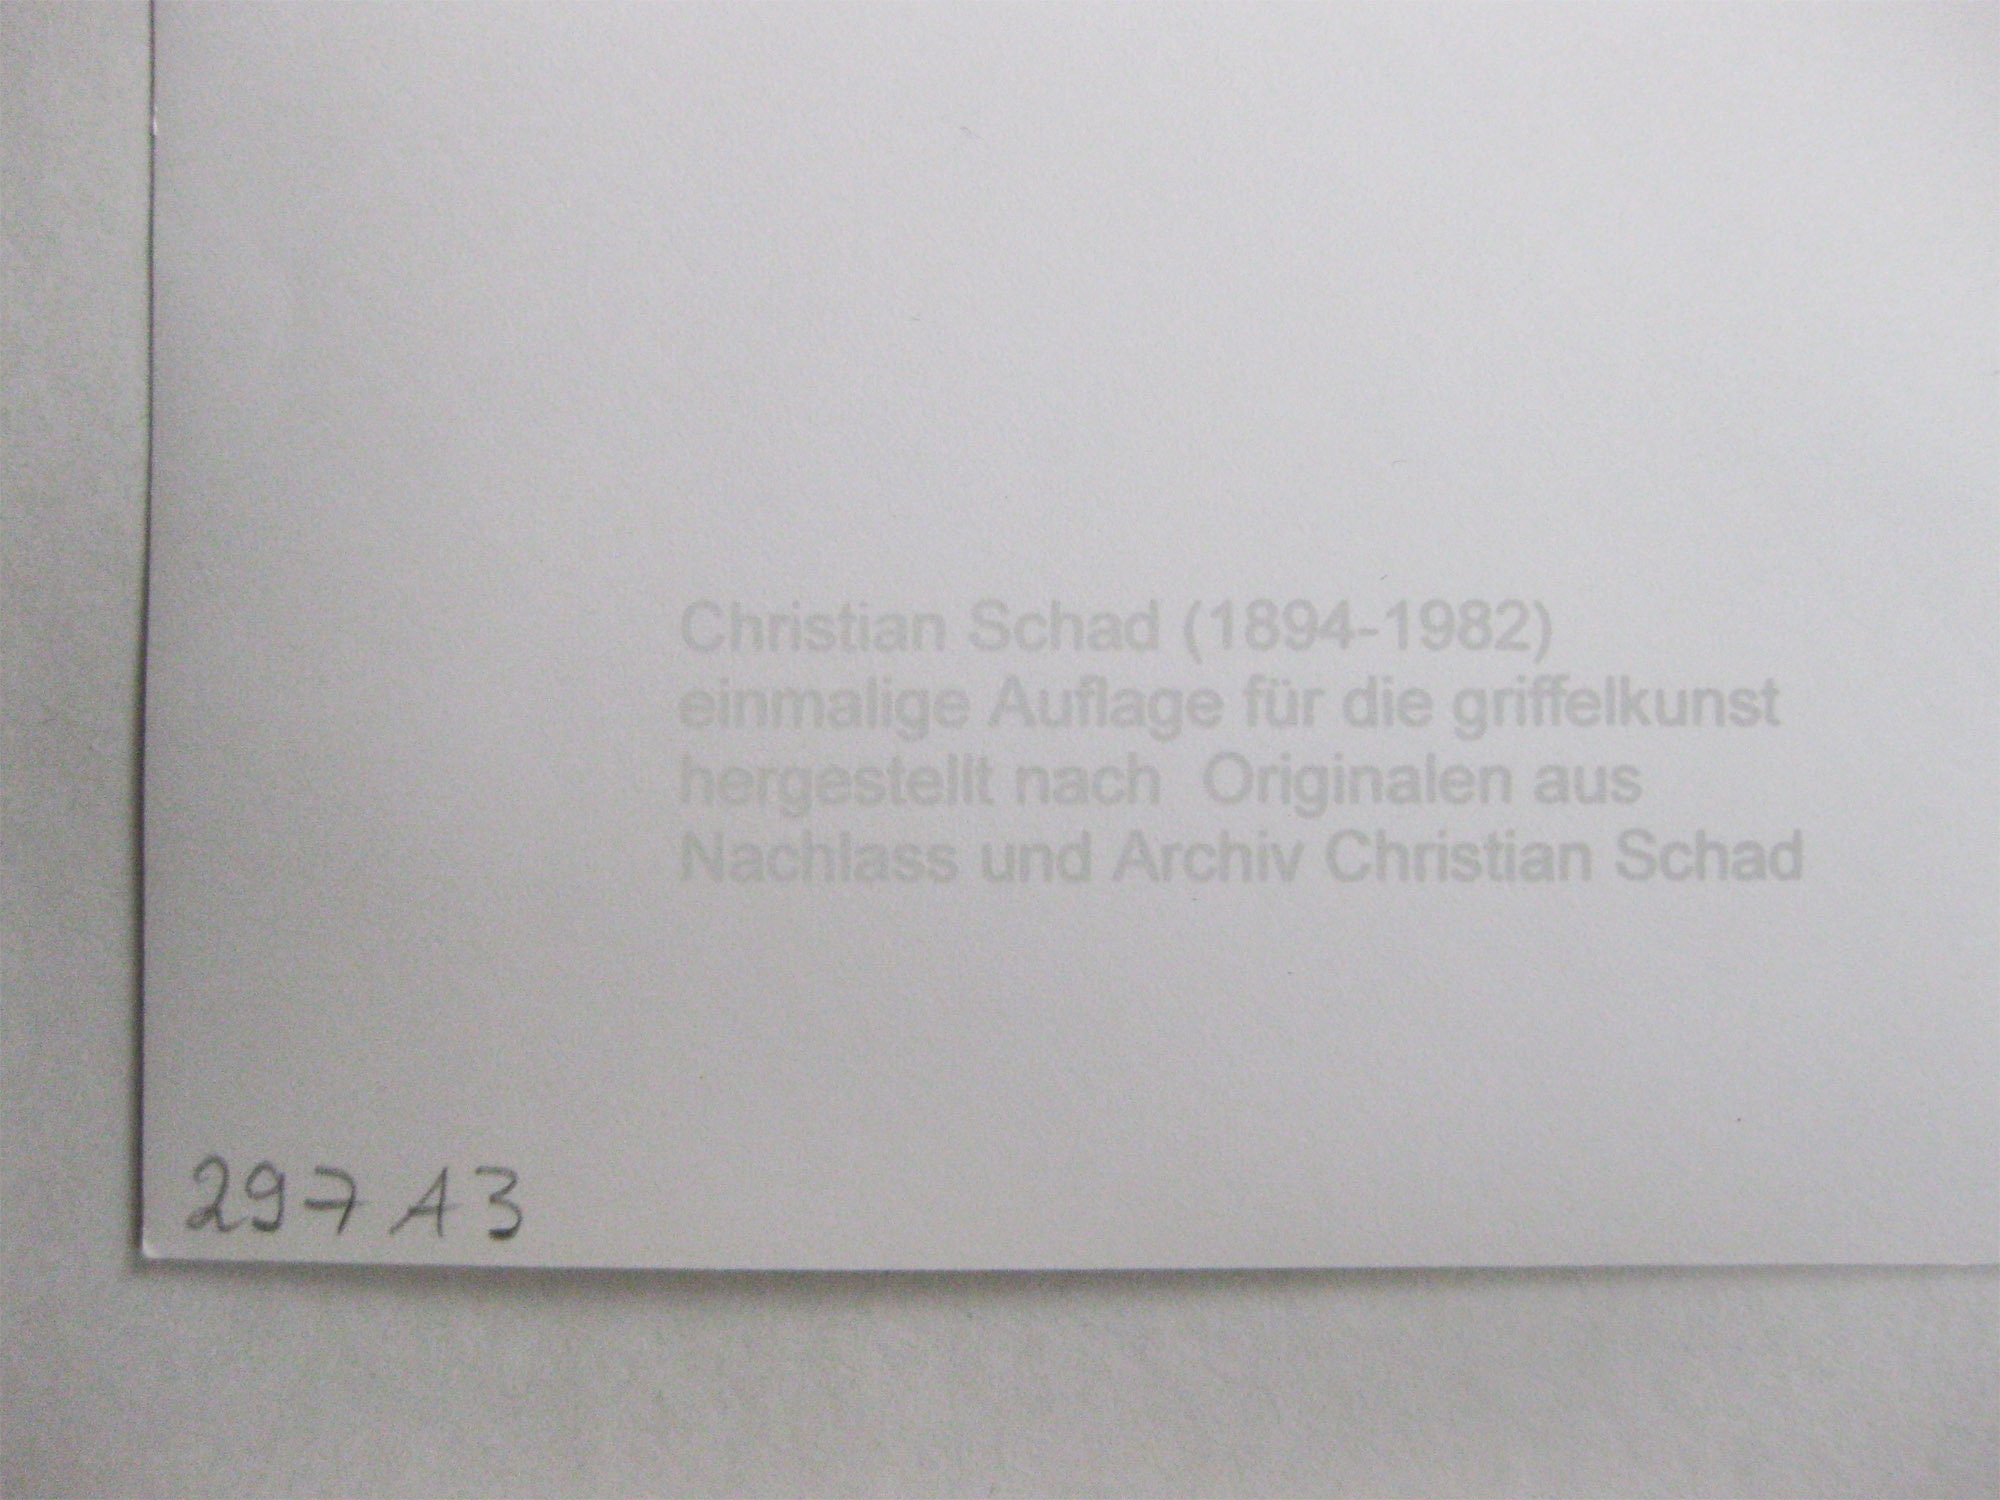 Christian Schad (1894-1982)
einmalige Auflage für die griffelkunst
hergestellt nach Originalen aus
Nachlass und Archiv Christian Schad
297 A3